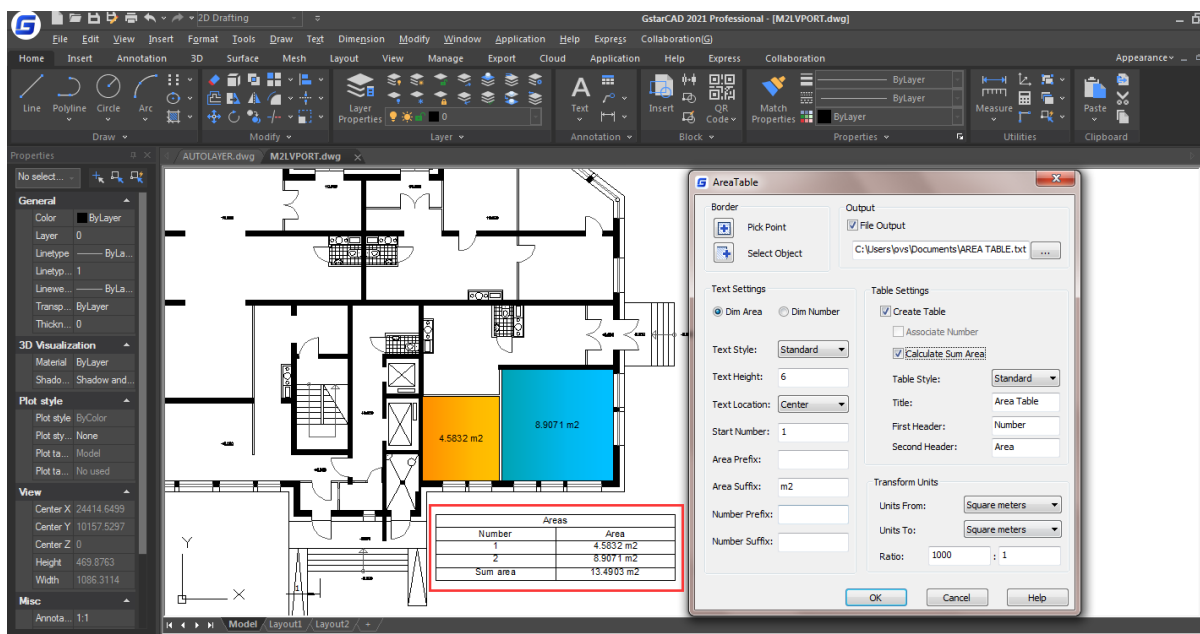 2D Drafting
GstarCAD 2021 Professional - [M2LVPORT.dwg]
File Edit View Insert Format Tools Draw Text Dimension Modify Window Application Help Express Collaboration(G)
Home Insert Annotation 3D Surface Mesh Layout View Manage Export Cloud Application Help Express Collaboration Appearance
Line Polyline Circle Arc
Layer Properties
0
Text
Insert
QR Code
Match Properties
ByLayer
ByLayer
ByLayer
Measure
Paste
Draw Modify Layer Annotation Block Properties Utilities Clipboard
Properties
AUTOLAYER.dwg M2LVPORT.dwg
No select...
General
Color ByLayer
Layer 0
Linetype ByLa...
Linetyp... 1
Linewe... ByLa...
Transp... ByLayer
Thickn... 0
3D Visualization
Material ByLayer
Shado... Shadow and...
Plot style
Plot style ByColor
Plot sty... None
Plot ta... Model
Plot ta... No used
View
Center X 24414.6499
Center Y 10157.5297
Center Z 0
Height 469.8763
Width 1086.3114
Misc
Annota... 1:1
4.5832 m2
8.9071 m2
Areas
Number Area
1 4.5832 m2
2 8.9071 m2
Sum area 13.4903 m2
Y
X
1
Model Layout1 Layout2 +
AreaTable
Border
Pick Point
Select Object
Output
File Output
C:\Users\pvs\Documents\AREA TABLE.txt ...
Text Settings
Dim Area Dim Number
Text Style: Standard
Text Height: 6
Text Location: Center
Start Number: 1
Area Prefix:
Area Suffix: m2
Number Prefix:
Number Suffix:
Table Settings
Create Table
Associate Number
Calculate Sum Area
Table Style: Standard
Title: Area Table
First Header: Number
Second Header: Area
Transform Units
Units From: Square meters
Units To: Square meters
Ratio: 1000 : 1
OK Cancel Help